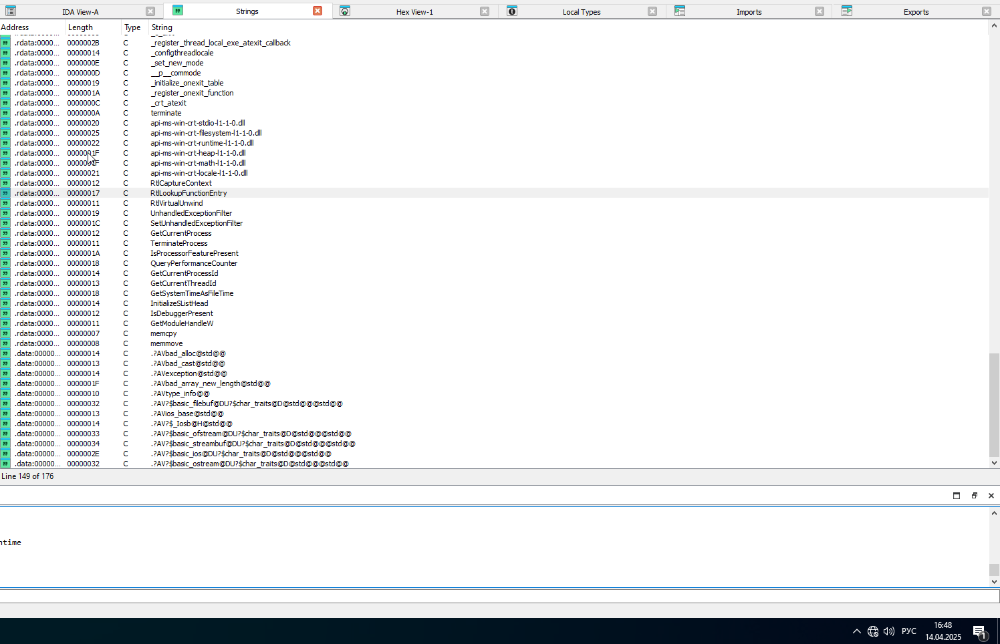 IDA View-A Strings Hex View-1 Local Types Imports Exports
Address Length Type String
.rdata:0000... 0000002B C _register_thread_local_exe_atexit_callback
.rdata:0000... 00000014 C _configthreadlocale
.rdata:0000... 0000000E C _set_new_mode
.rdata:0000... 0000000D C __p__commode
.rdata:0000... 00000019 C _initialize_onexit_table
.rdata:0000... 0000001A C _register_onexit_function
.rdata:0000... 0000000C C _crt_atexit
.rdata:0000... 0000000A C terminate
.rdata:0000... 00000020 C api-ms-win-crt-stdio-l1-1-0.dll
.rdata:0000... 00000025 C api-ms-win-crt-filesystem-l1-1-0.dll
.rdata:0000... 00000022 C api-ms-win-crt-runtime-l1-1-0.dll
.rdata:0000... 0000001F C api-ms-win-crt-heap-l1-1-0.dll
.rdata:0000... 0000001F C api-ms-win-crt-math-l1-1-0.dll
.rdata:0000... 00000021 C api-ms-win-crt-locale-l1-1-0.dll
.rdata:0000... 00000012 C RtlCaptureContext
.rdata:0000... 00000017 C RtlLookupFunctionEntry
.rdata:0000... 00000011 C RtlVirtualUnwind
.rdata:0000... 00000019 C UnhandledExceptionFilter
.rdata:0000... 0000001C C SetUnhandledExceptionFilter
.rdata:0000... 00000012 C GetCurrentProcess
.rdata:0000... 00000011 C TerminateProcess
.rdata:0000... 0000001A C IsProcessorFeaturePresent
.rdata:0000... 00000018 C QueryPerformanceCounter
.rdata:0000... 00000014 C GetCurrentProcessId
.rdata:0000... 00000013 C GetCurrentThreadId
.rdata:0000... 00000018 C GetSystemTimeAsFileTime
.rdata:0000... 00000014 C InitializeSListHead
.rdata:0000... 00000012 C IsDebuggerPresent
.rdata:0000... 00000011 C GetModuleHandleW
.rdata:0000... 00000007 C memcpy
.rdata:0000... 00000008 C memmove
.data:00000... 00000014 C .?AVbad_alloc@std@@
.data:00000... 00000013 C .?AVbad_cast@std@@
.data:00000... 00000014 C .?AVexception@std@@
.data:00000... 0000001F C .?AVbad_array_new_length@std@@
.data:00000... 00000010 C .?AVtype_info@@
.data:00000... 00000032 C .?AV?$basic_filebuf@DU?$char_traits@D@std@@@std@@
.data:00000... 00000013 C .?AVios_base@std@@
.data:00000... 00000014 C .?AV?$_Iosb@H@std@@
.data:00000... 00000033 C .?AV?$basic_ofstream@DU?$char_traits@D@std@@@std@@
.data:00000... 00000034 C .?AV?$basic_streambuf@DU?$char_traits@D@std@@@std@@
.data:00000... 0000002E C .?AV?$basic_ios@DU?$char_traits@D@std@@@std@@
.data:00000... 00000032 C .?AV?$basic_ostream@DU?$char_traits@D@std@@@std@@
Line 149 of 176
ntime
РУС
16:48
14.04.2025
1